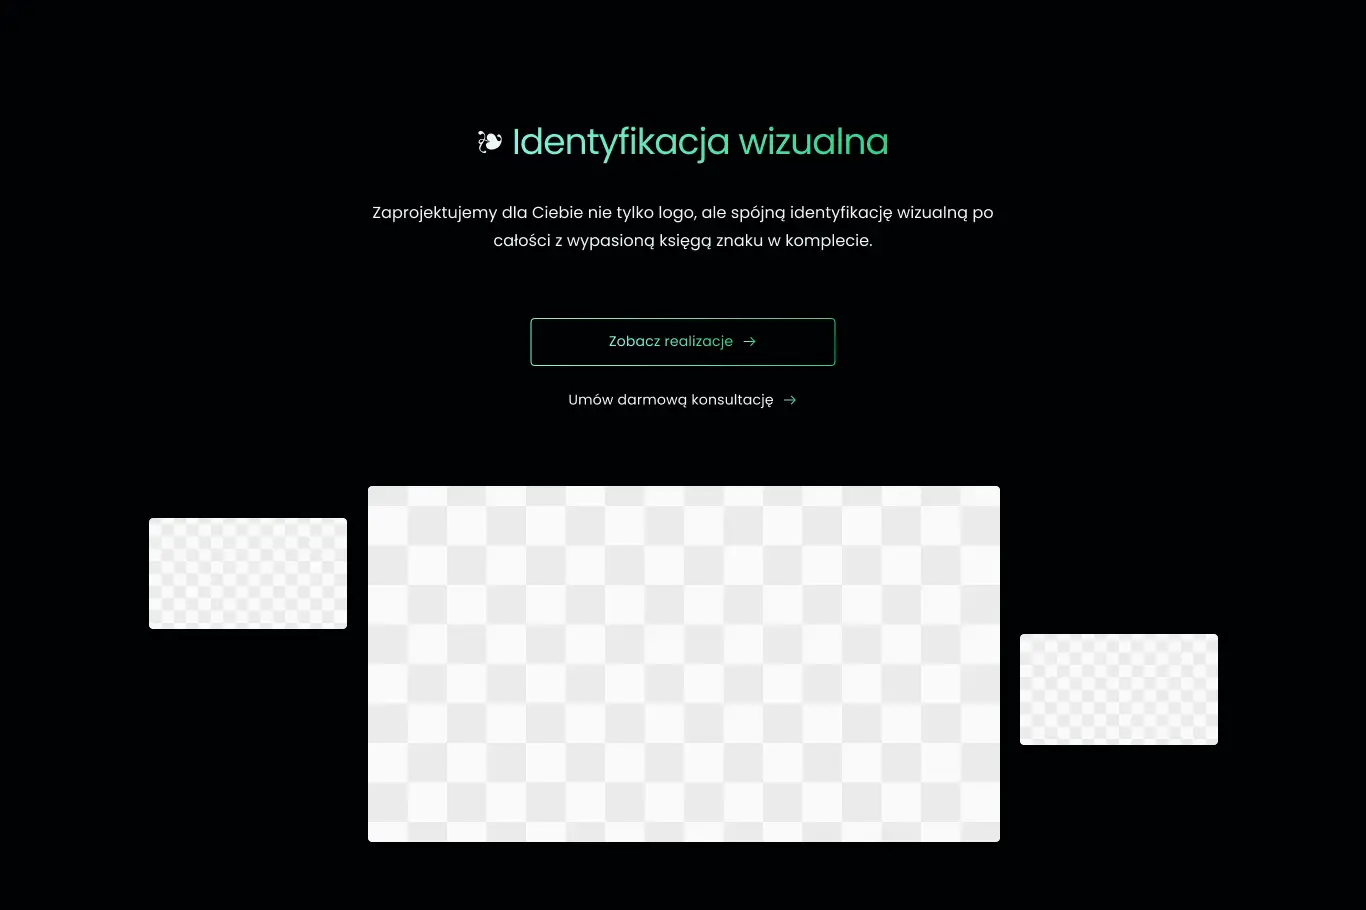 ❧ Identyfikacja wizualna
Zaprojektujemy dla Ciebie nie tylko logo, ale spójną identyfikację wizualną po
całości z wypasioną księgą znaku w komplecie.
Zobacz realizacje →
Umów darmową konsultację →